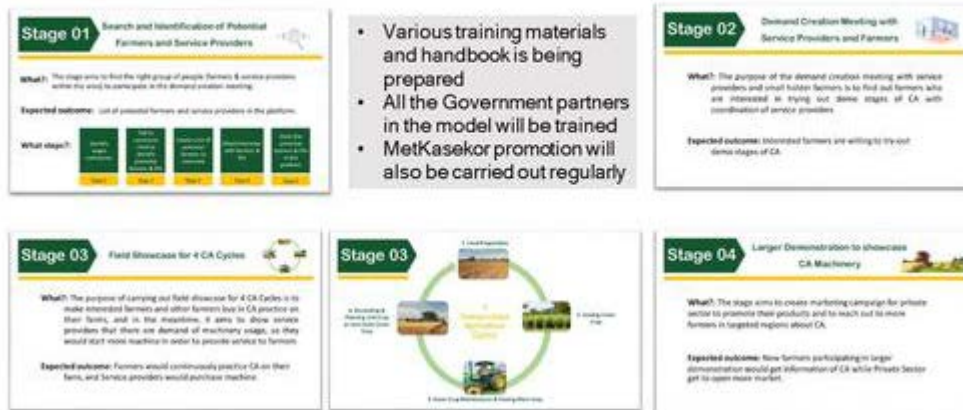 Stage 01
Search and Identification of Potential
Farmers and Service Providers
What?: The stage aims to find the right group of people (farmers & service providers
within the area) to participate in the demand creation meeting.
Expected outcome: List of potential farmers and service providers in the platform.
What steps?:
• Various training materials
and handbook is being
prepared
• All the Government partners
in the model will be trained
• MetKasekor promotion will
also be carried out regularly
Stage 02
Demand Creation Meeting with
Service Providers and Farmers
What?: The purpose of the demand creation meeting with service
providers and small holder farmers is to find out farmers who
are interested in trying out demo stages of CA with
coordination of service providers
Expected outcome: Interested farmers are willing to try-out
demo stages of CA
Stage 03
Field Showcase for 4 CA Cycles
What?: The purpose of carrying out field showcase for 4 CA Cycles is to
make interested farmers and other farmers buy in CA practice on
their farms, and in the meantime, it aims to show service
providers that there are demand of machinery usage, so they
would start more machine in order to provide service to farmers
Expected outcome: Farmers would continuously practice CA on their
farm, and Service providers would purchase machine.
Stage 03
1. Land Preparation
Stage 04
Larger Demonstration to showcase
CA Machinery
What?: The stage aims to create marketing campaign for private
sector to promote their products and to reach out to more
farmers in targeted regions about CA.
Expected outcome: New farmers participating in larger
demonstration would get information of CA while Private Sector
get to open more market.